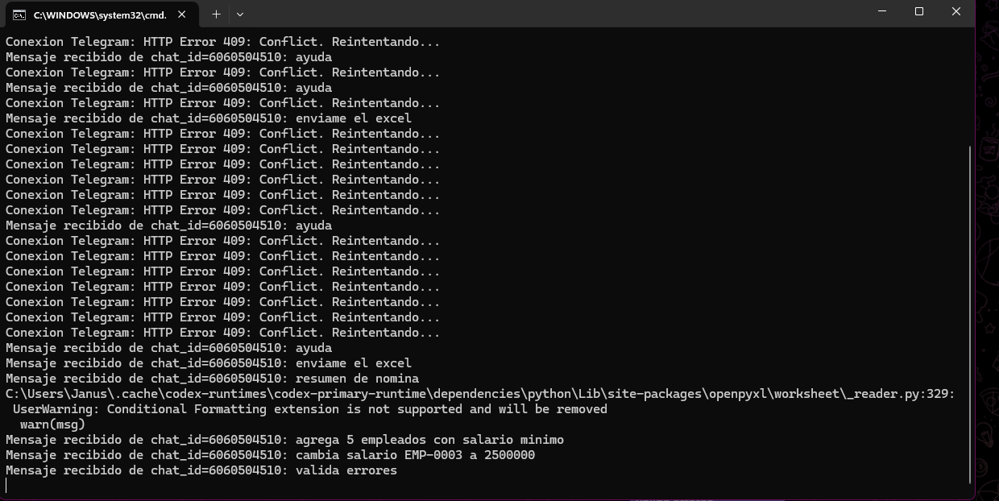 C:\WINDOWS\system32\cmd.
Conexion Telegram: HTTP Error 409: Conflict. Reintentando...
Mensaje recibido de chat_id=6060504510: ayuda
Conexion Telegram: HTTP Error 409: Conflict. Reintentando...
Mensaje recibido de chat_id=6060504510: ayuda
Conexion Telegram: HTTP Error 409: Conflict. Reintentando...
Mensaje recibido de chat_id=6060504510: enviame el excel
Conexion Telegram: HTTP Error 409: Conflict. Reintentando...
Conexion Telegram: HTTP Error 409: Conflict. Reintentando...
Conexion Telegram: HTTP Error 409: Conflict. Reintentando...
Conexion Telegram: HTTP Error 409: Conflict. Reintentando...
Conexion Telegram: HTTP Error 409: Conflict. Reintentando...
Conexion Telegram: HTTP Error 409: Conflict. Reintentando...
Mensaje recibido de chat_id=6060504510: ayuda
Conexion Telegram: HTTP Error 409: Conflict. Reintentando...
Conexion Telegram: HTTP Error 409: Conflict. Reintentando...
Conexion Telegram: HTTP Error 409: Conflict. Reintentando...
Conexion Telegram: HTTP Error 409: Conflict. Reintentando...
Conexion Telegram: HTTP Error 409: Conflict. Reintentando...
Conexion Telegram: HTTP Error 409: Conflict. Reintentando...
Conexion Telegram: HTTP Error 409: Conflict. Reintentando...
Mensaje recibido de chat_id=6060504510: ayuda
Mensaje recibido de chat_id=6060504510: enviame el excel
Mensaje recibido de chat_id=6060504510: resumen de nomina
C:\Users\Janus\.cache\codex-runtimes\codex-primary-runtime\dependencies\python\Lib\site-packages\openpyxl\worksheet\_reader.py:329:
UserWarning: Conditional Formatting extension is not supported and will be removed
warn(msg)
Mensaje recibido de chat_id=6060504510: agrega 5 empleados con salario minimo
Mensaje recibido de chat_id=6060504510: cambia salario EMP-0003 a 2500000
Mensaje recibido de chat_id=6060504510: valida errores